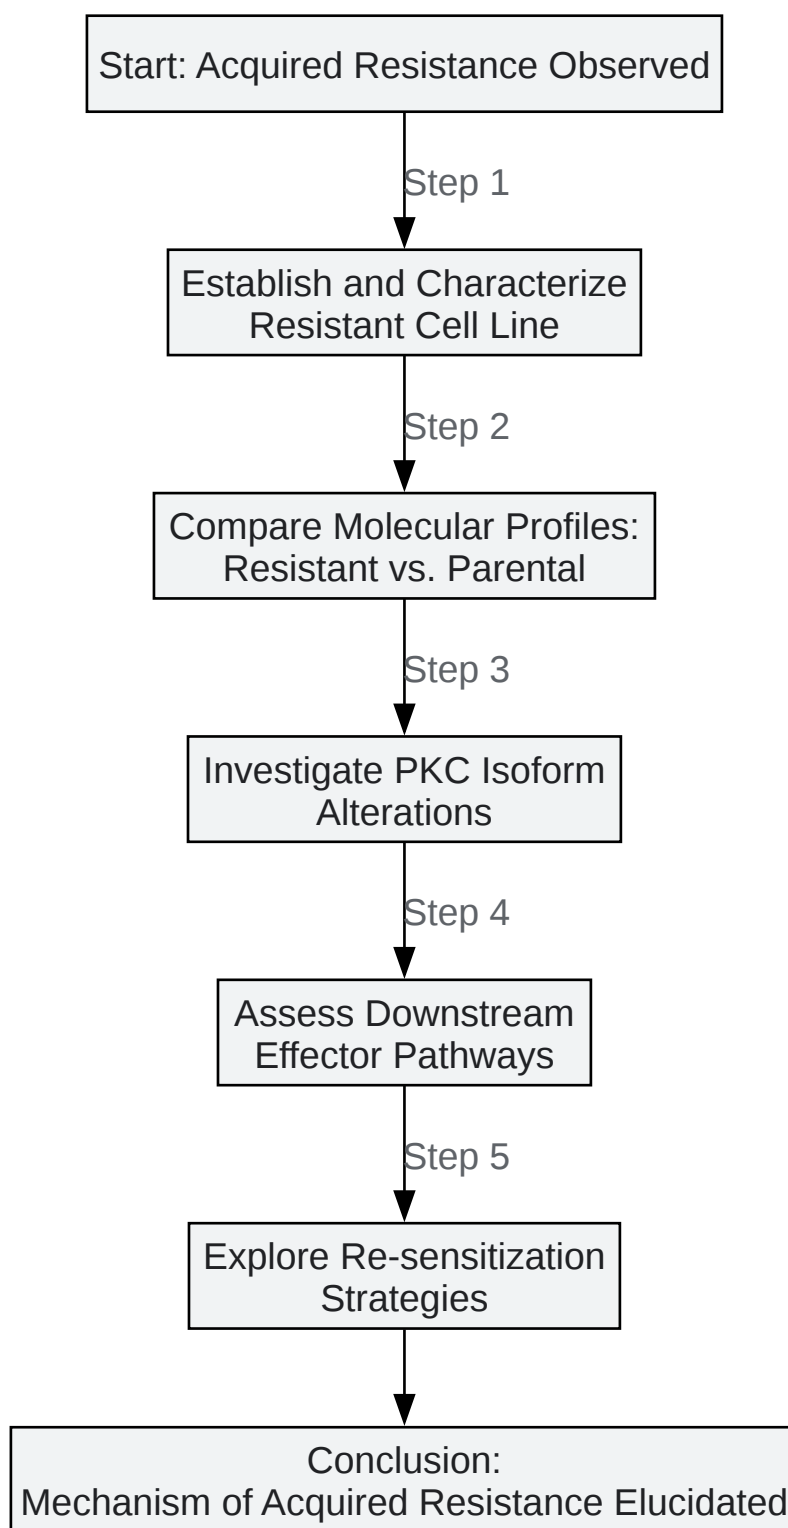 Start: Acquired Resistance Observed
Step 1
Establish and Characterize
Resistant Cell Line
Step 2
Compare Molecular Profiles:
Resistant vs. Parental
Step 3
Investigate PKC Isoform
Alterations
Step 4
Assess Downstream
Effector Pathways
Step 5
Explore Re-sensitization
Strategies
Conclusion:
Mechanism of Acquired Resistance Elucidated